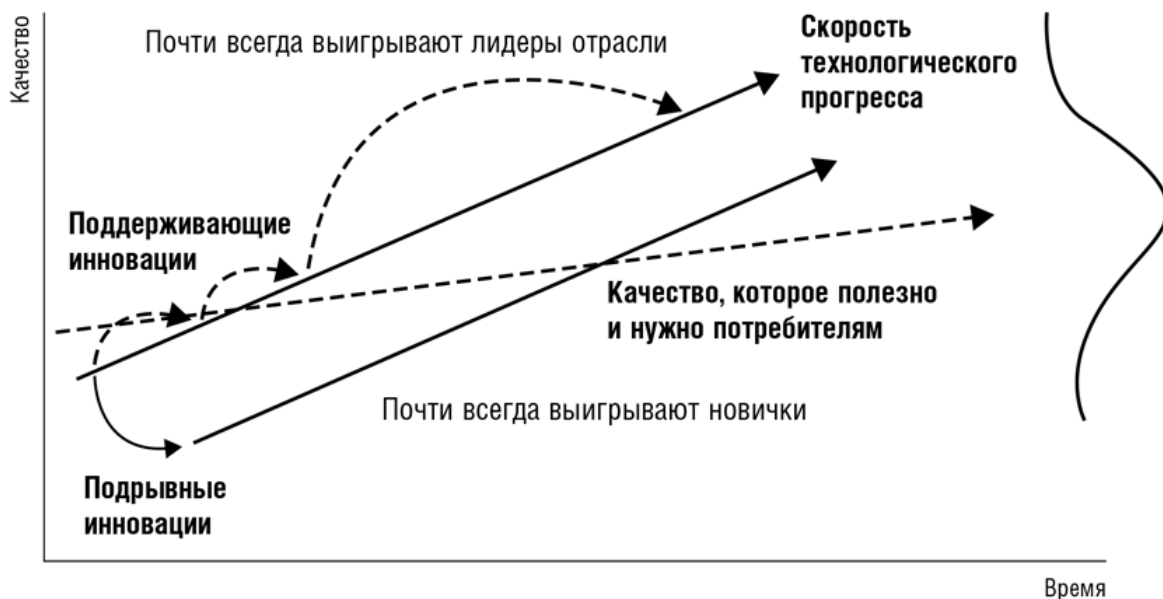 Качество
Почти всегда выигрывают лидеры отрасли
Скорость
технологического
прогресса
Поддерживающие
инновации
Качество, которое полезно
и нужно потребителям
Почти всегда выигрывают новички
Подрывные
инновации
Время